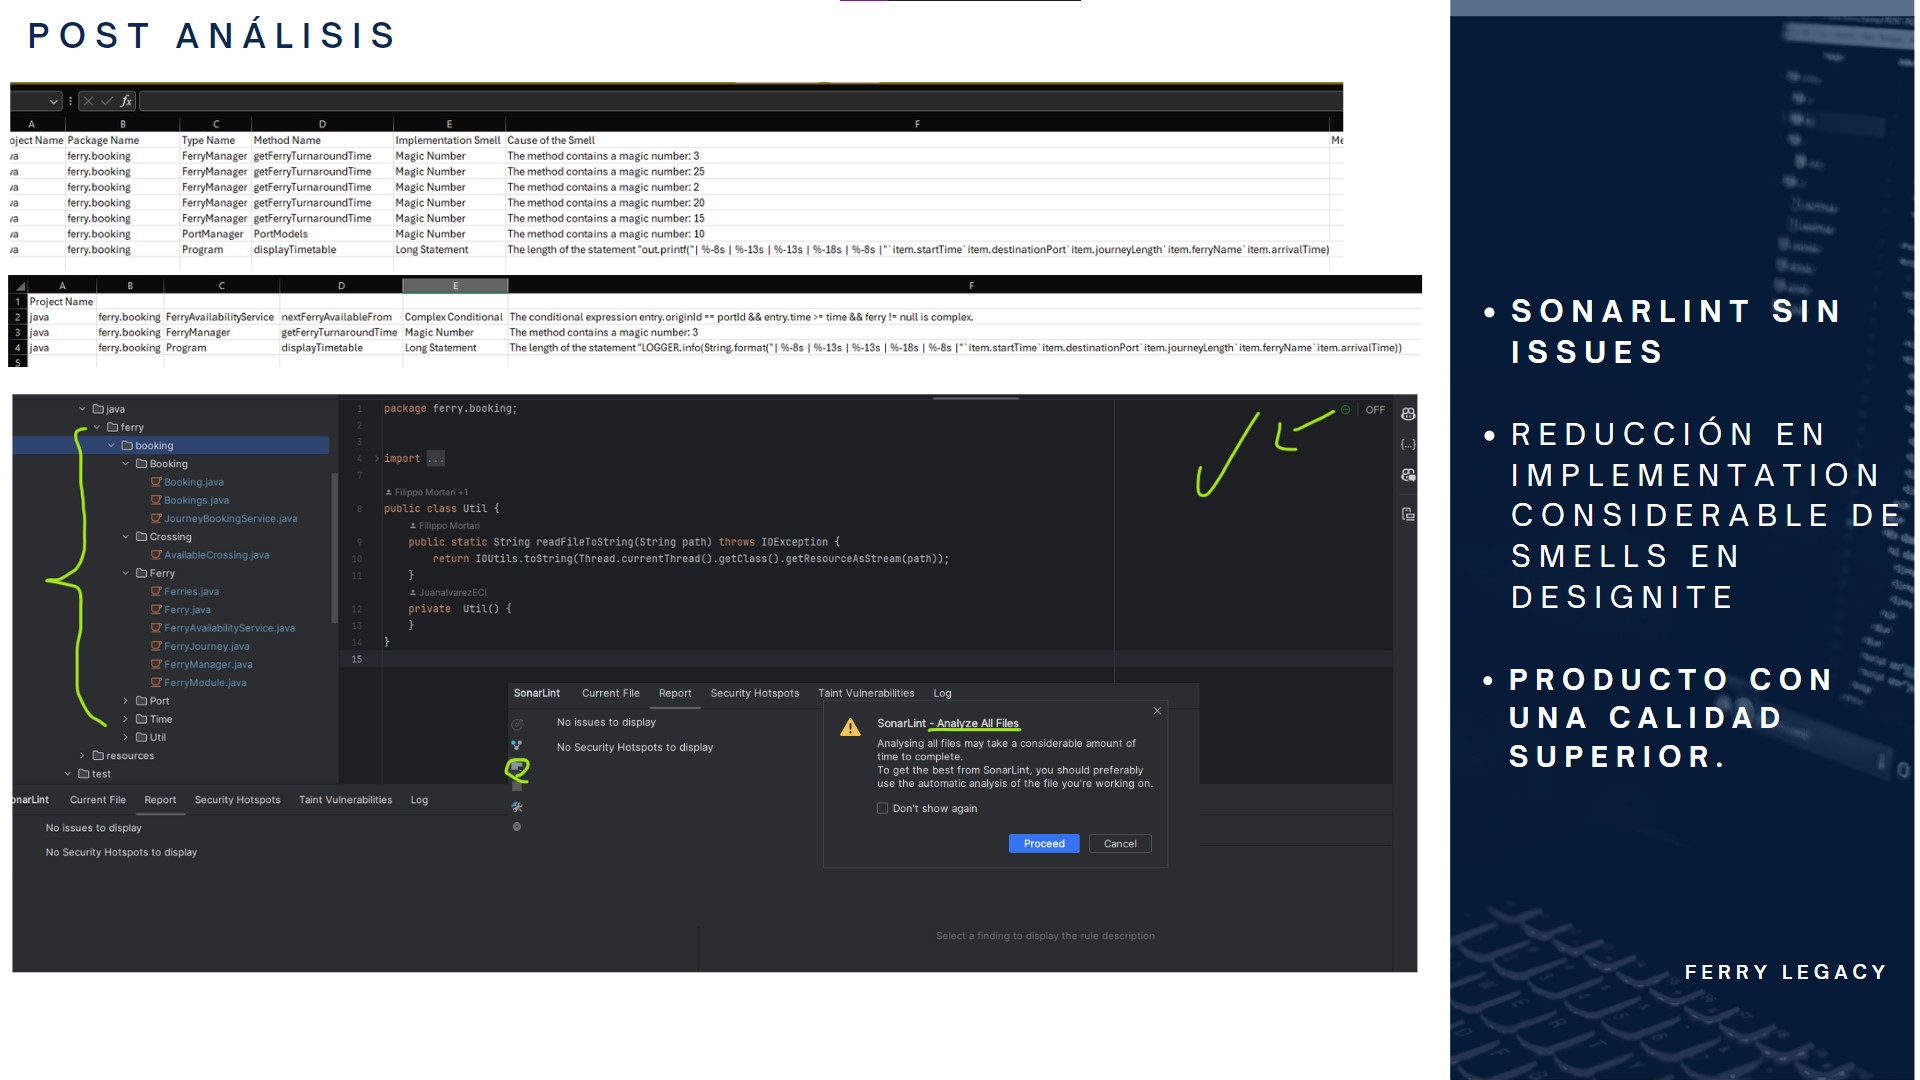 POST ANÁLISIS
fx
A B C D E F
oject Name Package Name Type Name Method Name Implementation Smell Cause of the Smell Me
va ferry.booking FerryManager getFerryTurnaroundTime Magic Number The method contains a magic number: 3
va ferry.booking FerryManager getFerryTurnaroundTime Magic Number The method contains a magic number: 25
va ferry.booking FerryManager getFerryTurnaroundTime Magic Number The method contains a magic number: 2
va ferry.booking FerryManager getFerryTurnaroundTime Magic Number The method contains a magic number: 20
va ferry.booking FerryManager getFerryTurnaroundTime Magic Number The method contains a magic number: 15
va ferry.booking PortManager PortModels Magic Number The method contains a magic number: 10
va ferry.booking Program displayTimetable Long Statement The length of the statement "out.printf("| %-8s | %-13s | %-13s | %-18s | %-8s |"`item.startTime`item.destinationPort`item.journeyLength`item.ferryName`item.arrivalTime)
A B C D E F
1 Project Name
2 java ferry.booking FerryAvailabilityService nextFerryAvailableFrom Complex Conditional The conditional expression entry.originId == portId && entry.time >= time && ferry != null is complex.
3 java ferry.booking FerryManager getFerryTurnaroundTime Magic Number The method contains a magic number: 3
4 java ferry.booking Program displayTimetable Long Statement The length of the statement "LOGGER.info(String.format("| %-8s | %-13s | %-13s | %-18s | %-8s |"`item.startTime`item.destinationPort`item.journeyLength`item.ferryName`item.arrivalTime))
5
java
ferry
booking
Booking
Booking.java
Bookings.java
JourneyBookingService.java
Crossing
AvailableCrossing.java
Ferry
Ferries.java
Ferry.java
FerryAvailabilityService.java
FerryJourney.java
FerryManager.java
FerryModule.java
Port
Time
Util
resources
test
1 package ferry.booking;
2
3
4 import ...
7
Filippo Mortari +1
8 public class Util {
Filippo Mortari
9 public static String readFileToString(String path) throws IOException {
10 return IOUtils.toString(Thread.currentThread().getClass().getResourceAsStream(path));
11 }
JuanalvarezECI
12 private Util() {
13 }
14 }
15
OFF
SonarLint Current File Report Security Hotspots Taint Vulnerabilities Log
No issues to display
No Security Hotspots to display
SonarLint - Analyze All Files
Analysing all files may take a considerable amount of
time to complete.
To get the best from SonarLint, you should preferably
use the automatic analysis of the file you're working on.
Don't show again
Proceed Cancel
onarLint Current File Report Security Hotspots Taint Vulnerabilities Log
No issues to display
No Security Hotspots to display
Select a finding to display the rule description
• SONARLINT SIN
ISSUES
• REDUCCIÓN EN
IMPLEMENTATION
CONSIDERABLE DE
SMELLS EN
DESIGNITE
• PRODUCTO CON
UNA CALIDAD
SUPERIOR.
FERRY LEGACY